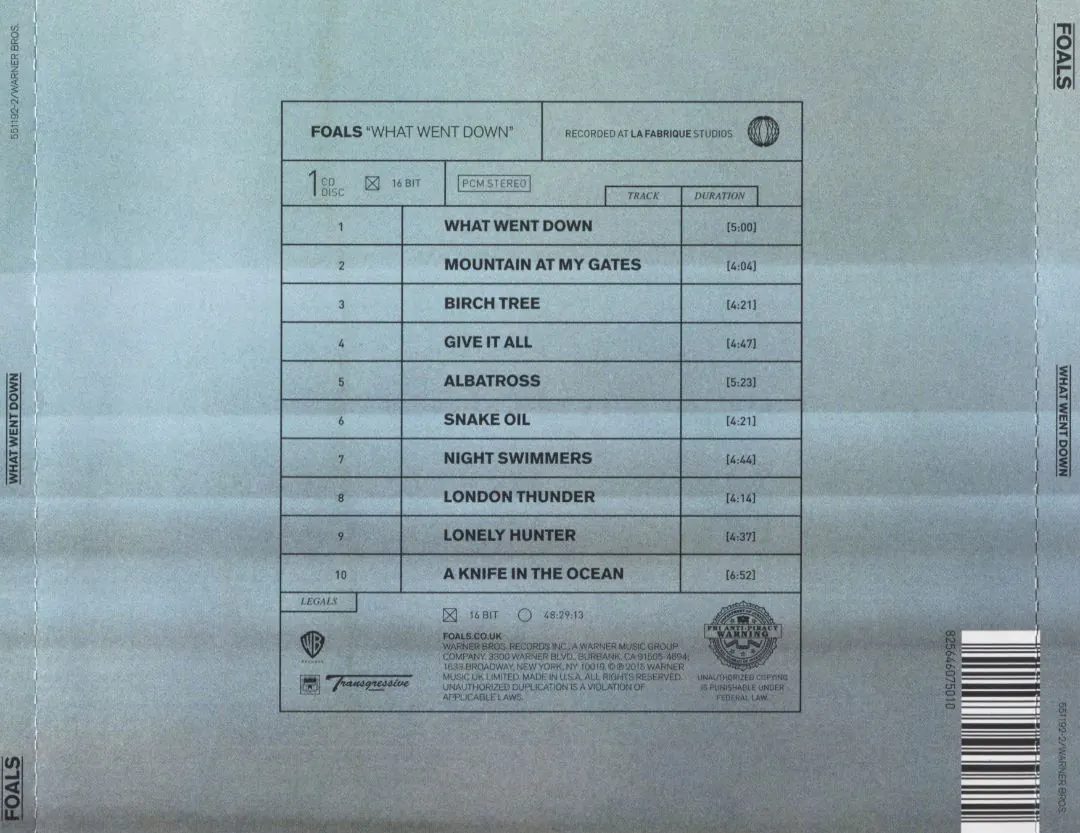 551192-2/WARNER BROS.
WHAT WENT DOWN
FOALS
FOALS "WHAT WENT DOWN"
RECORDED AT LA FABRIQUE STUDIOS
1 CD DISC
16 BIT
PCM STEREO
TRACK DURATION
1 WHAT WENT DOWN [5:00]
2 MOUNTAIN AT MY GATES [4:04]
3 BIRCH TREE [4:21]
4 GIVE IT ALL [4:47]
5 ALBATROSS [5:23]
6 SNAKE OIL [4:21]
7 NIGHT SWIMMERS [4:44]
8 LONDON THUNDER [4:14]
9 LONELY HUNTER [4:37]
10 A KNIFE IN THE OCEAN [6:52]
LEGALS
16 BIT 48:29:13
FOALS.CO.UK
WARNER BROS. RECORDS INC., A WARNER MUSIC GROUP
COMPANY. 3300 WARNER BLVD., BURBANK, CA 91505-4694;
1633 BROADWAY, NEW YORK, NY 10019. © ℗ 2015 WARNER
MUSIC UK LIMITED. MADE IN U.S.A. ALL RIGHTS RESERVED.
UNAUTHORIZED DUPLICATION IS A VIOLATION OF
APPLICABLE LAWS.
WB
RECORDS
Transgressive
FBI ANTI-PIRACY
WARNING
UNAUTHORIZED COPYING
IS PUNISHABLE UNDER
FEDERAL LAW.
FOALS
WHAT WENT DOWN
551192-2/WARNER BROS.
825646075010